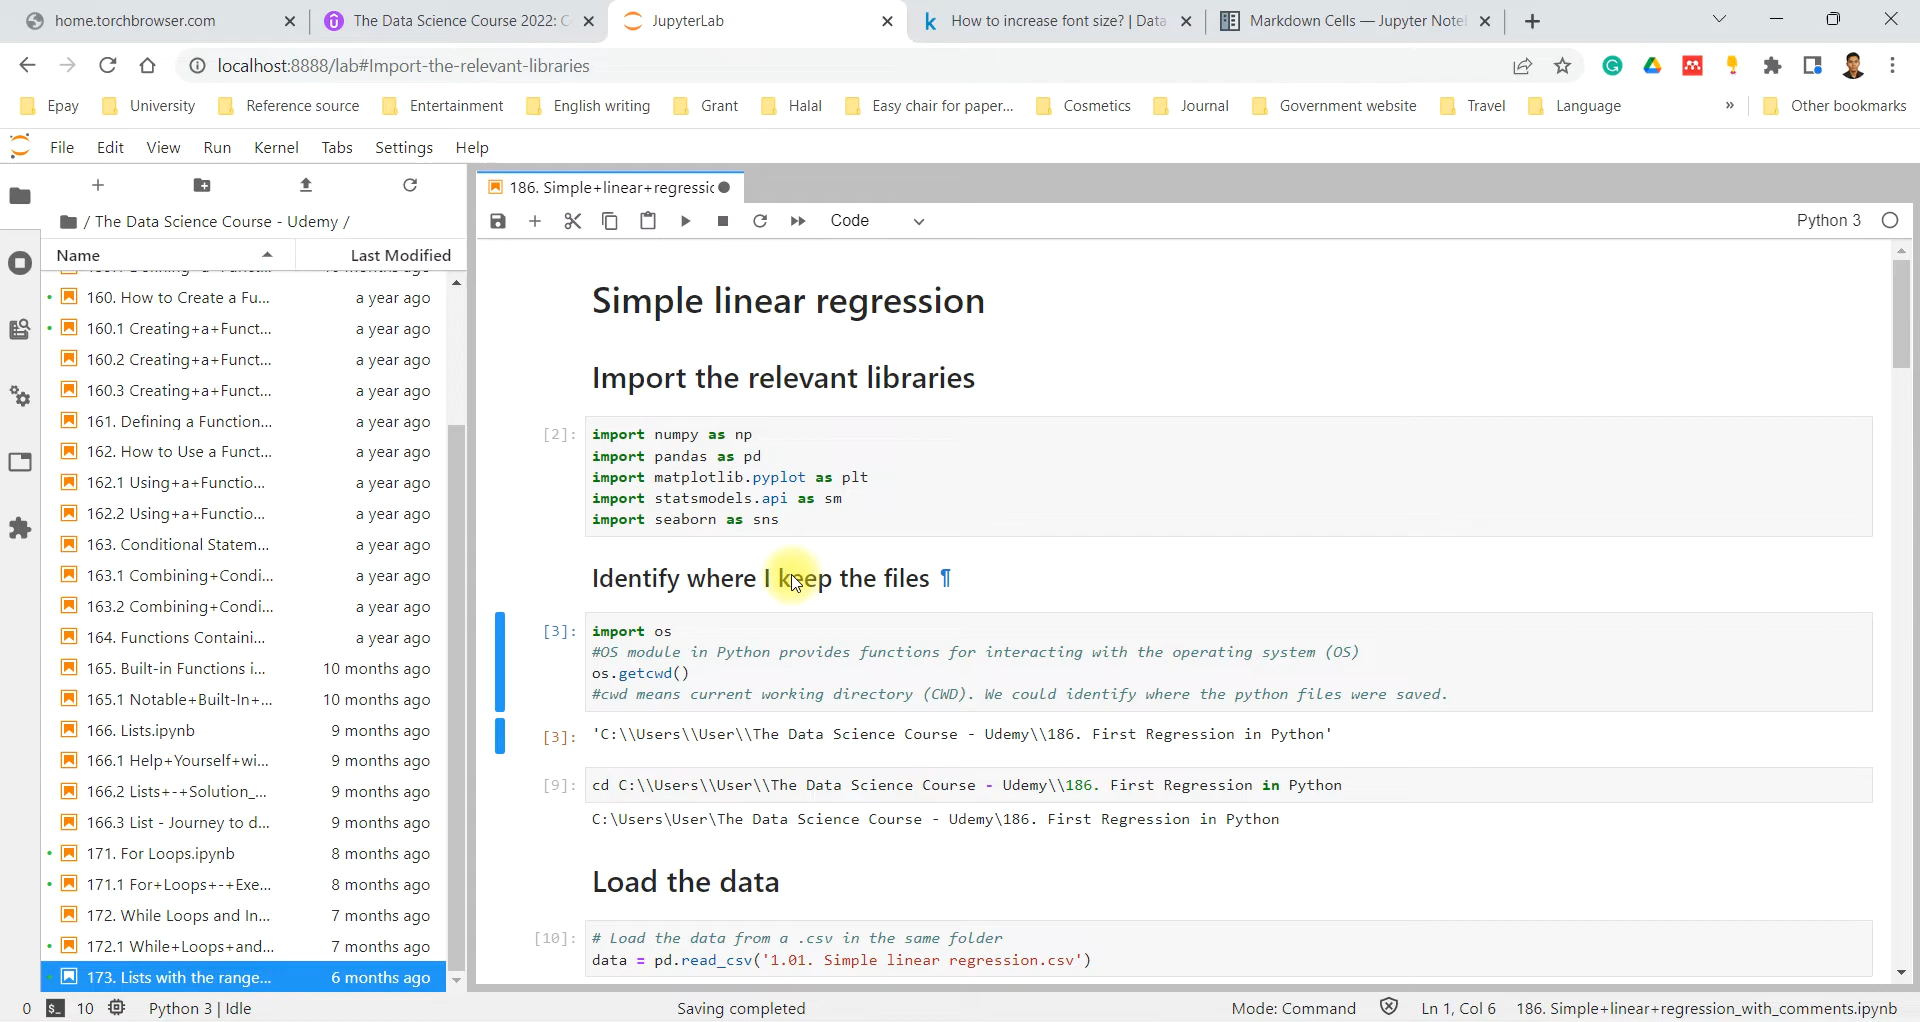 home.torchbrowser.com
The Data Science Course 2022: C
JupyterLab
How to increase font size? | Data
Markdown Cells — Jupyter Note
localhost:8888/lab#Import-the-relevant-libraries
Epay
University
Reference source
Entertainment
English writing
Grant
Halal
Easy chair for paper...
Cosmetics
Journal
Government website
Travel
Language
»
Other bookmarks
File
Edit
View
Run
Kernel
Tabs
Settings
Help
/ The Data Science Course - Udemy /
Name
Last Modified
160. How to Create a Fu...
a year ago
160.1 Creating+a+Funct...
a year ago
160.2 Creating+a+Funct...
a year ago
160.3 Creating+a+Funct...
a year ago
161. Defining a Function...
a year ago
162. How to Use a Funct...
a year ago
162.1 Using+a+Functio...
a year ago
162.2 Using+a+Functio...
a year ago
163. Conditional Statem...
a year ago
163.1 Combining+Condi...
a year ago
163.2 Combining+Condi...
a year ago
164. Functions Containi...
a year ago
165. Built-in Functions i...
10 months ago
165.1 Notable+Built-In+...
10 months ago
166. Lists.ipynb
9 months ago
166.1 Help+Yourself+wi...
9 months ago
166.2 Lists+-+Solution_...
9 months ago
166.3 List - Journey to d...
9 months ago
171. For Loops.ipynb
8 months ago
171.1 For+Loops+-+Exe...
8 months ago
172. While Loops and In...
7 months ago
172.1 While+Loops+and...
7 months ago
173. Lists with the range...
6 months ago
186. Simple+linear+regressic
Code
Python 3
Simple linear regression
Import the relevant libraries
[2]: import numpy as np
import pandas as pd
import matplotlib.pyplot as plt
import statsmodels.api as sm
import seaborn as sns
Identify where I keep the files ¶
[3]: import os
#OS module in Python provides functions for interacting with the operating system (OS)
os.getcwd()
#cwd means current working directory (CWD). We could identify where the python files were saved.
[3]: 'C:\\Users\\User\\The Data Science Course - Udemy\\186. First Regression in Python'
[9]: cd C:\\Users\\User\\The Data Science Course - Udemy\\186. First Regression in Python
C:\Users\User\The Data Science Course - Udemy\186. First Regression in Python
Load the data
[10]: # Load the data from a .csv in the same folder
data = pd.read_csv('1.01. Simple linear regression.csv')
0
10
Python 3 | Idle
Saving completed
Mode: Command
Ln 1, Col 6
186. Simple+linear+regression_with_comments.ipynb